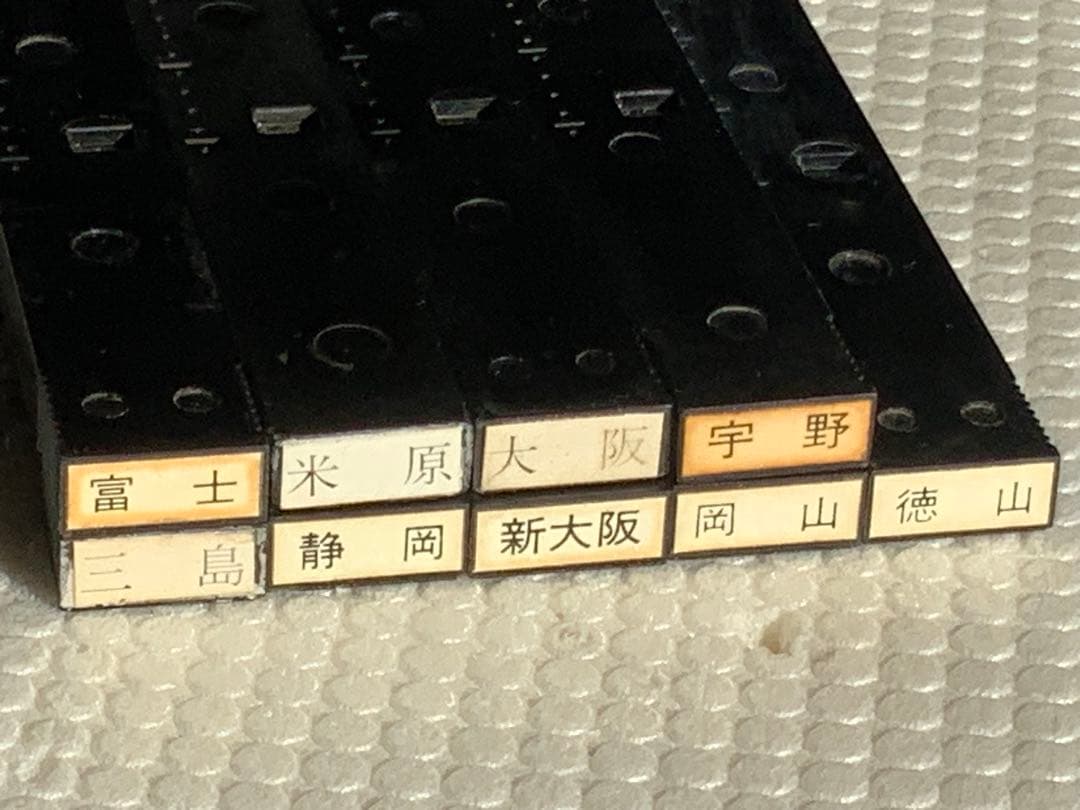 富士 米原 大阪 宇野
三島 静岡 新大阪 岡山 徳山